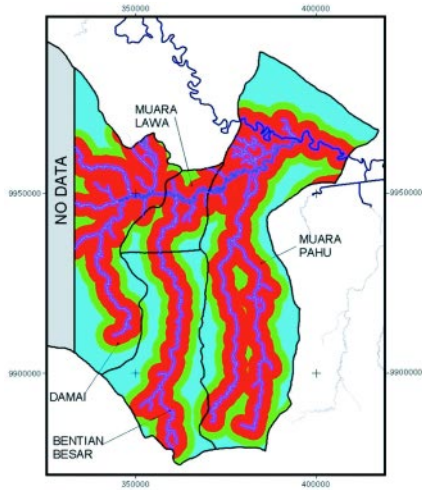 350000 400000
MUARA
LAWA
NO DATA
9950000 9950000
MUARA
PAHU
9900000 9900000
DAMAI
BENTIAN
BESAR
350000 400000